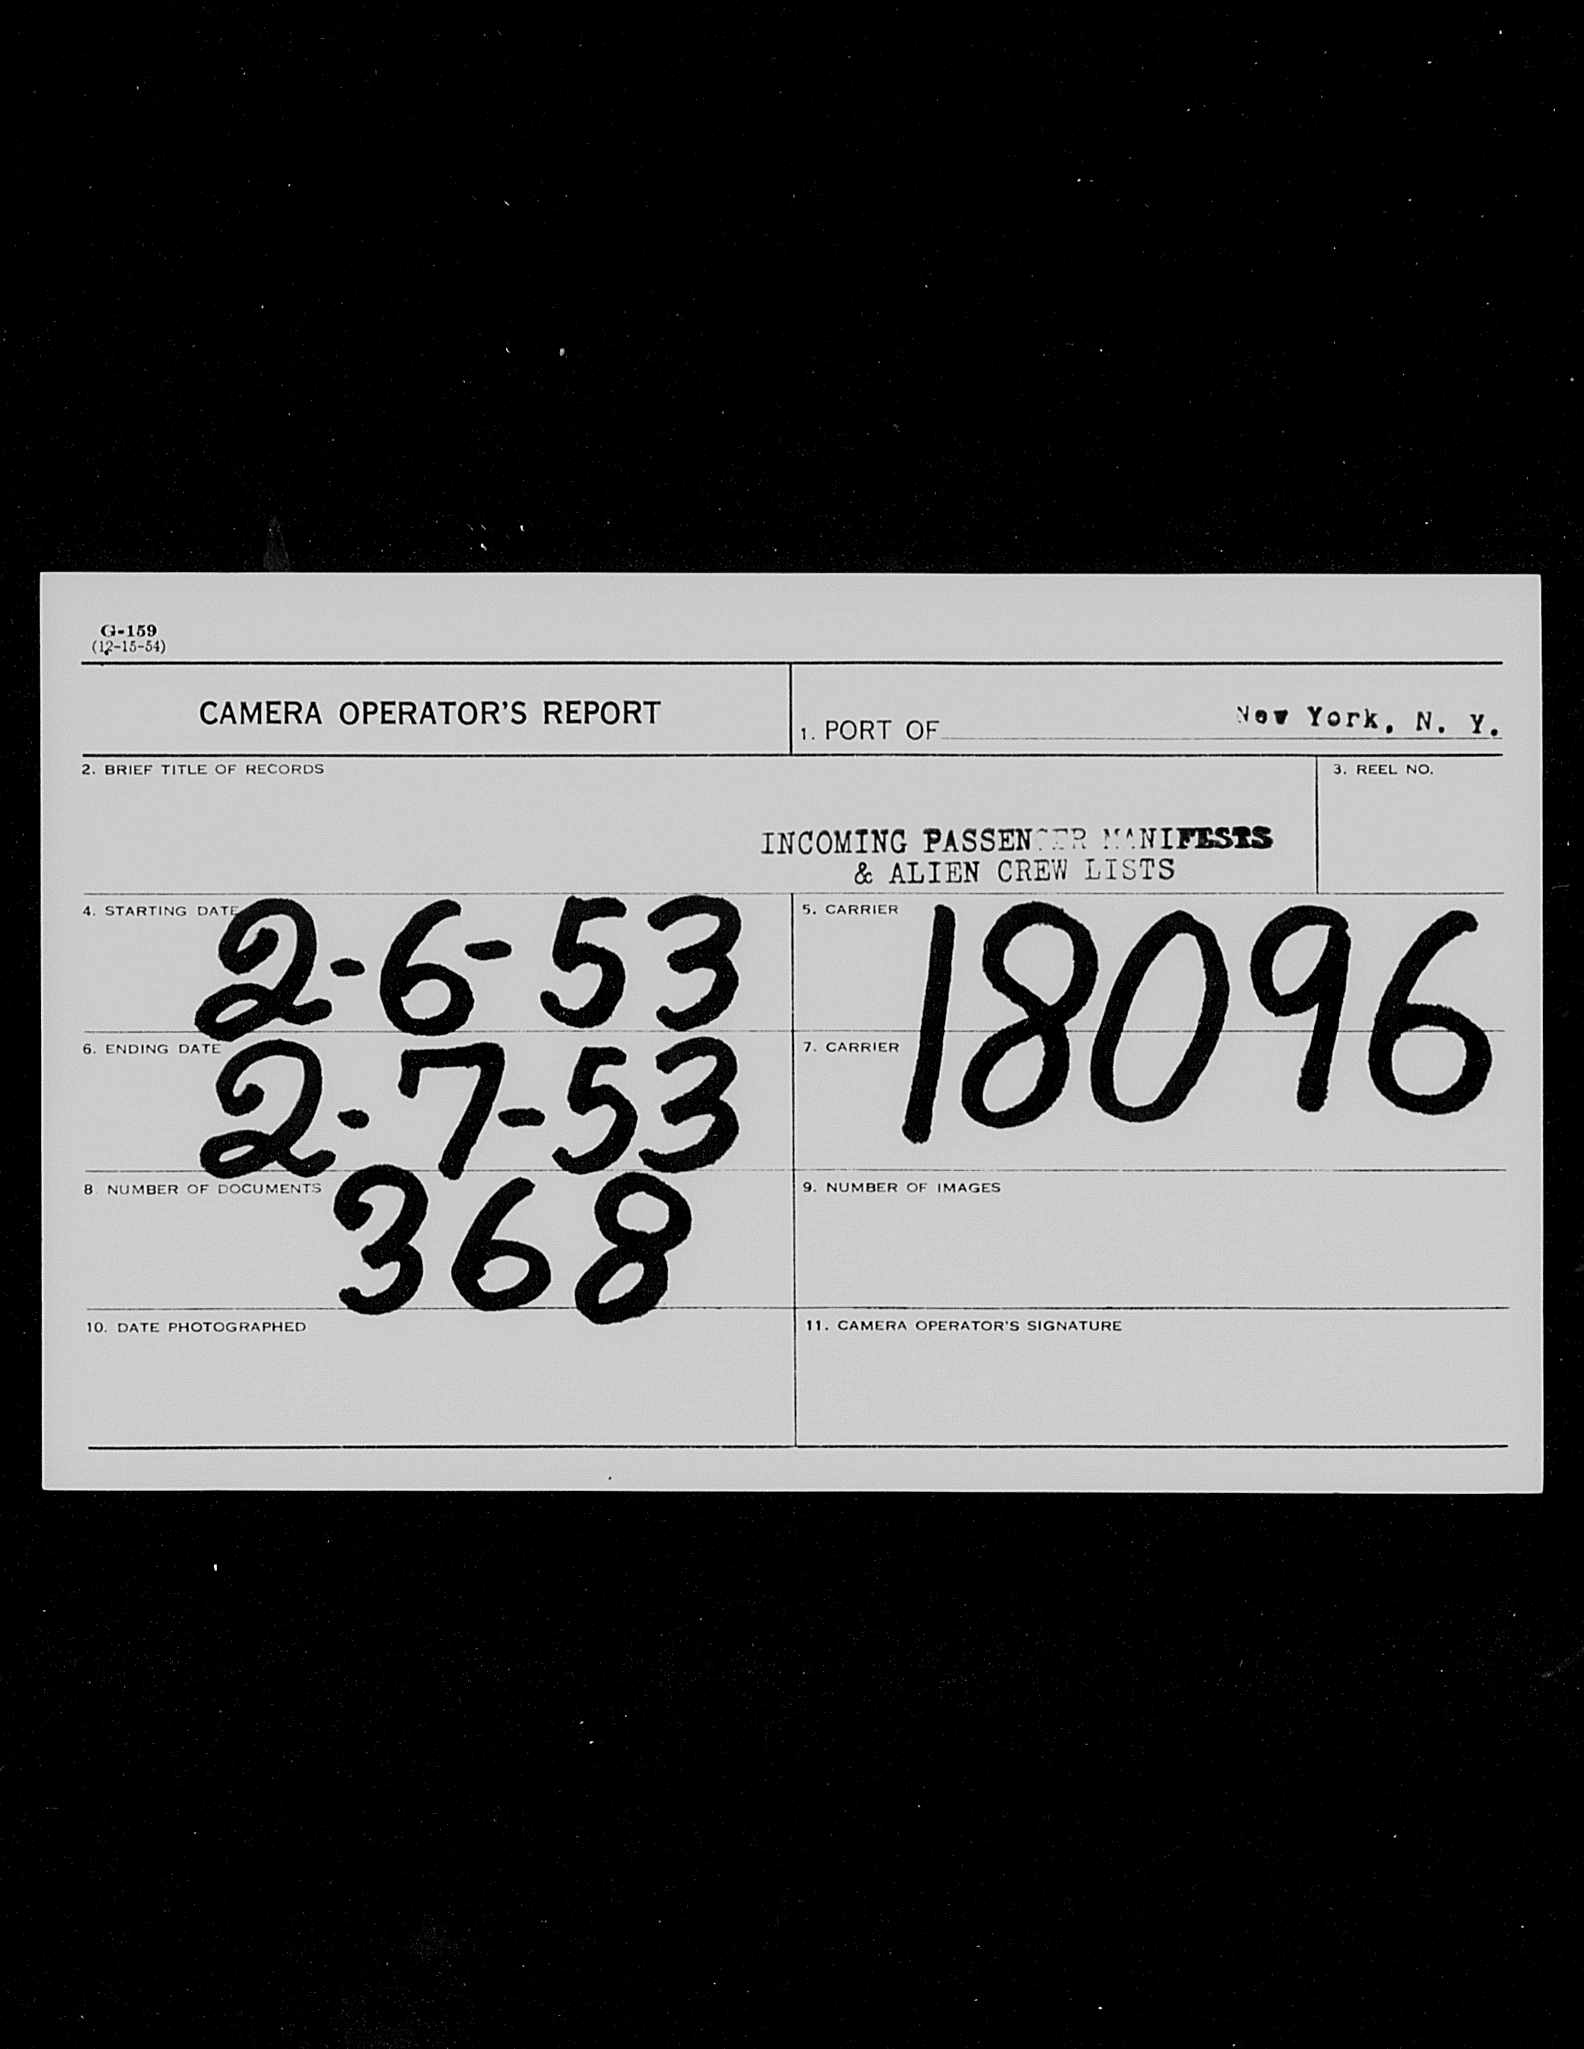 G-159
(12-15-54)
CAMERA OPERATOR'S REPORT
1. PORT OF New York, N. Y.
2. BRIEF TITLE OF RECORDS
3. REEL NO.
INCOMING PASSENGER MANIFESTS
& ALIEN CREW LISTS
4. STARTING DATE
2-6-53
5. CARRIER
18096
6. ENDING DATE
2-7-53
7. CARRIER
8 NUMBER OF DOCUMENTS
368
9. NUMBER OF IMAGES
10. DATE PHOTOGRAPHED
11. CAMERA OPERATOR'S SIGNATURE